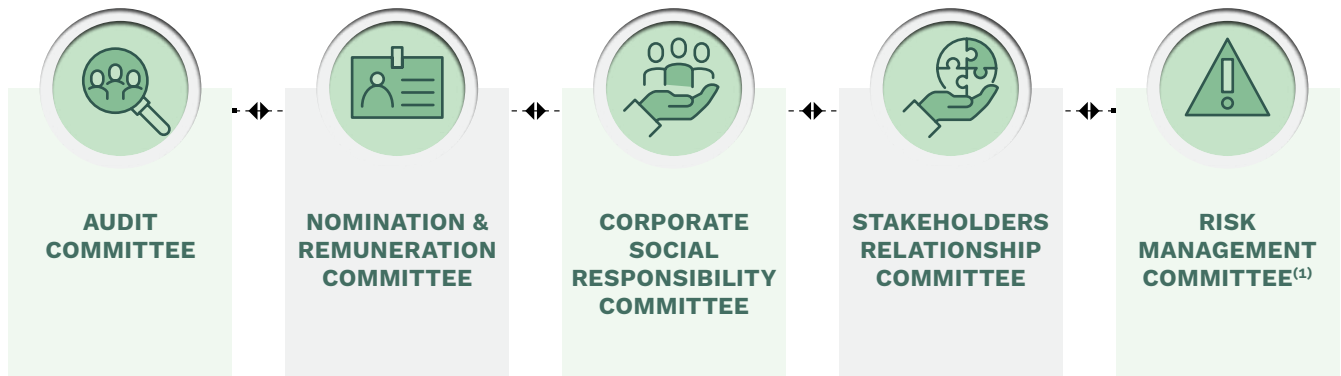 AUDIT
COMMITTEE
NOMINATION &
REMUNERATION
COMMITTEE
CORPORATE
SOCIAL
RESPONSIBILITY
COMMITTEE
STAKEHOLDERS
RELATIONSHIP
COMMITTEE
RISK
MANAGEMENT
COMMITTEE(1)